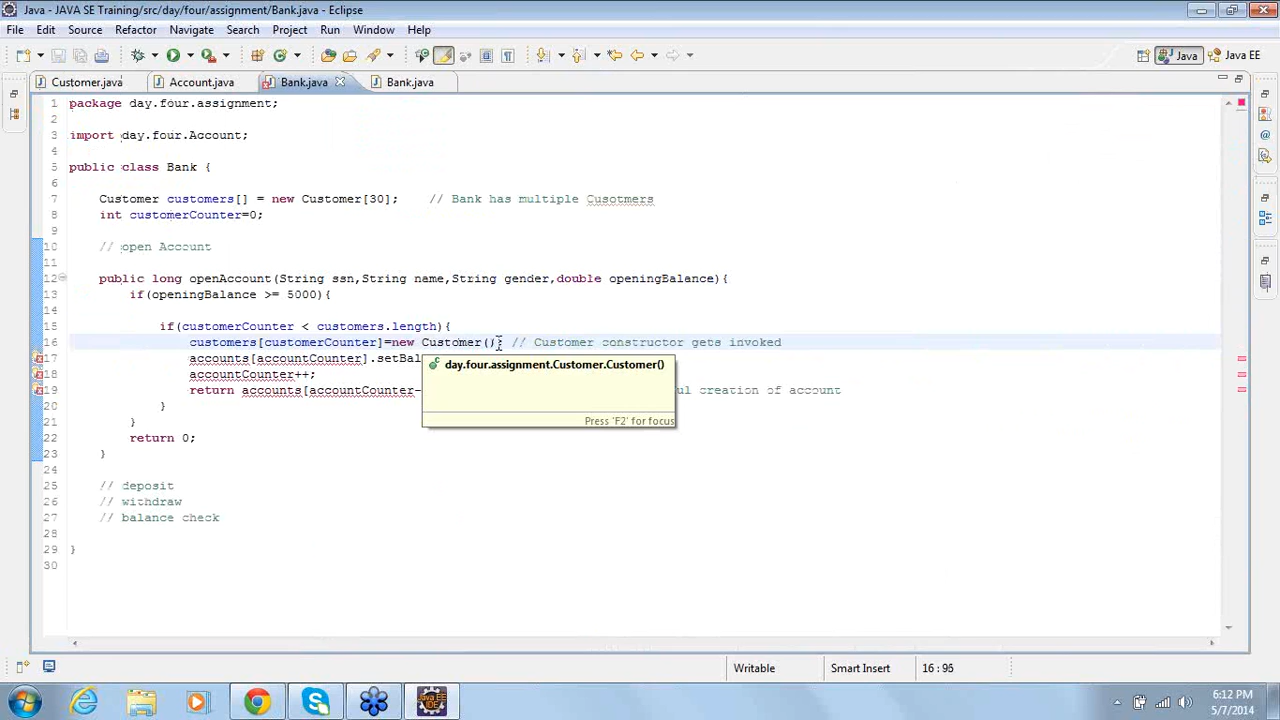 Java - JAVA SE Training/src/day/four/assignment/Bank.java - Eclipse
File Edit Source Refactor Navigate Search Project Run Window Help
Java Java EE
Customer.java Account.java Bank.java Bank.java
1 package day.four.assignment;
2
3 import day.four.Account;
4
5 public class Bank {
6
7 Customer customers[] = new Customer[30]; // Bank has multiple Cusotmers
8 int customerCounter=0;
9
10 // open Account
11
12 public long openAccount(String ssn,String name,String gender,double openingBalance){
13 if(openingBalance >= 5000){
14
15 if(customerCounter < customers.length){
16 customers[customerCounter]=new Customer(); // Customer constructor gets invoked
17 accounts[accountCounter].setBal
18 accountCounter++;
19 return accounts[accountCounter- ul creation of account
20 }
21 }
22 return 0;
23 }
24
25 // deposit
26 // withdraw
27 // balance check
28
29 }
30
day.four.assignment.Customer.Customer()
Press 'F2' for focus
Writable Smart Insert 16 : 96
6:12 PM
5/7/2014